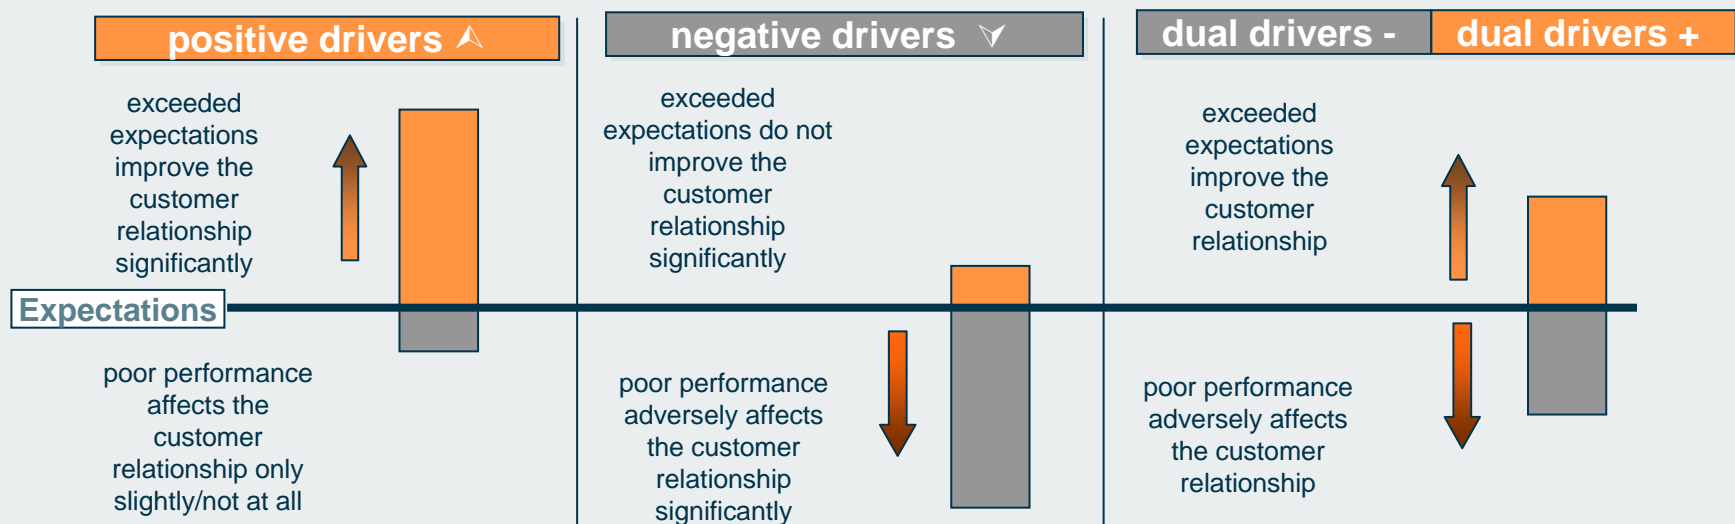 positive drivers
exceeded
expectations
improve the
customer
relationship
significantly
negative drivers
exceeded
expectations do not
improve the
customer
relationship
significantly
dual drivers -
dual drivers +
exceeded
expectations
improve the
customer
relationship
Expectations
poor performance
affects the
customer
relationship only
slightly/not at all
poor performance
adversely affects
the customer
relationship
significantly
poor performance
adversely affects
the customer
relationship